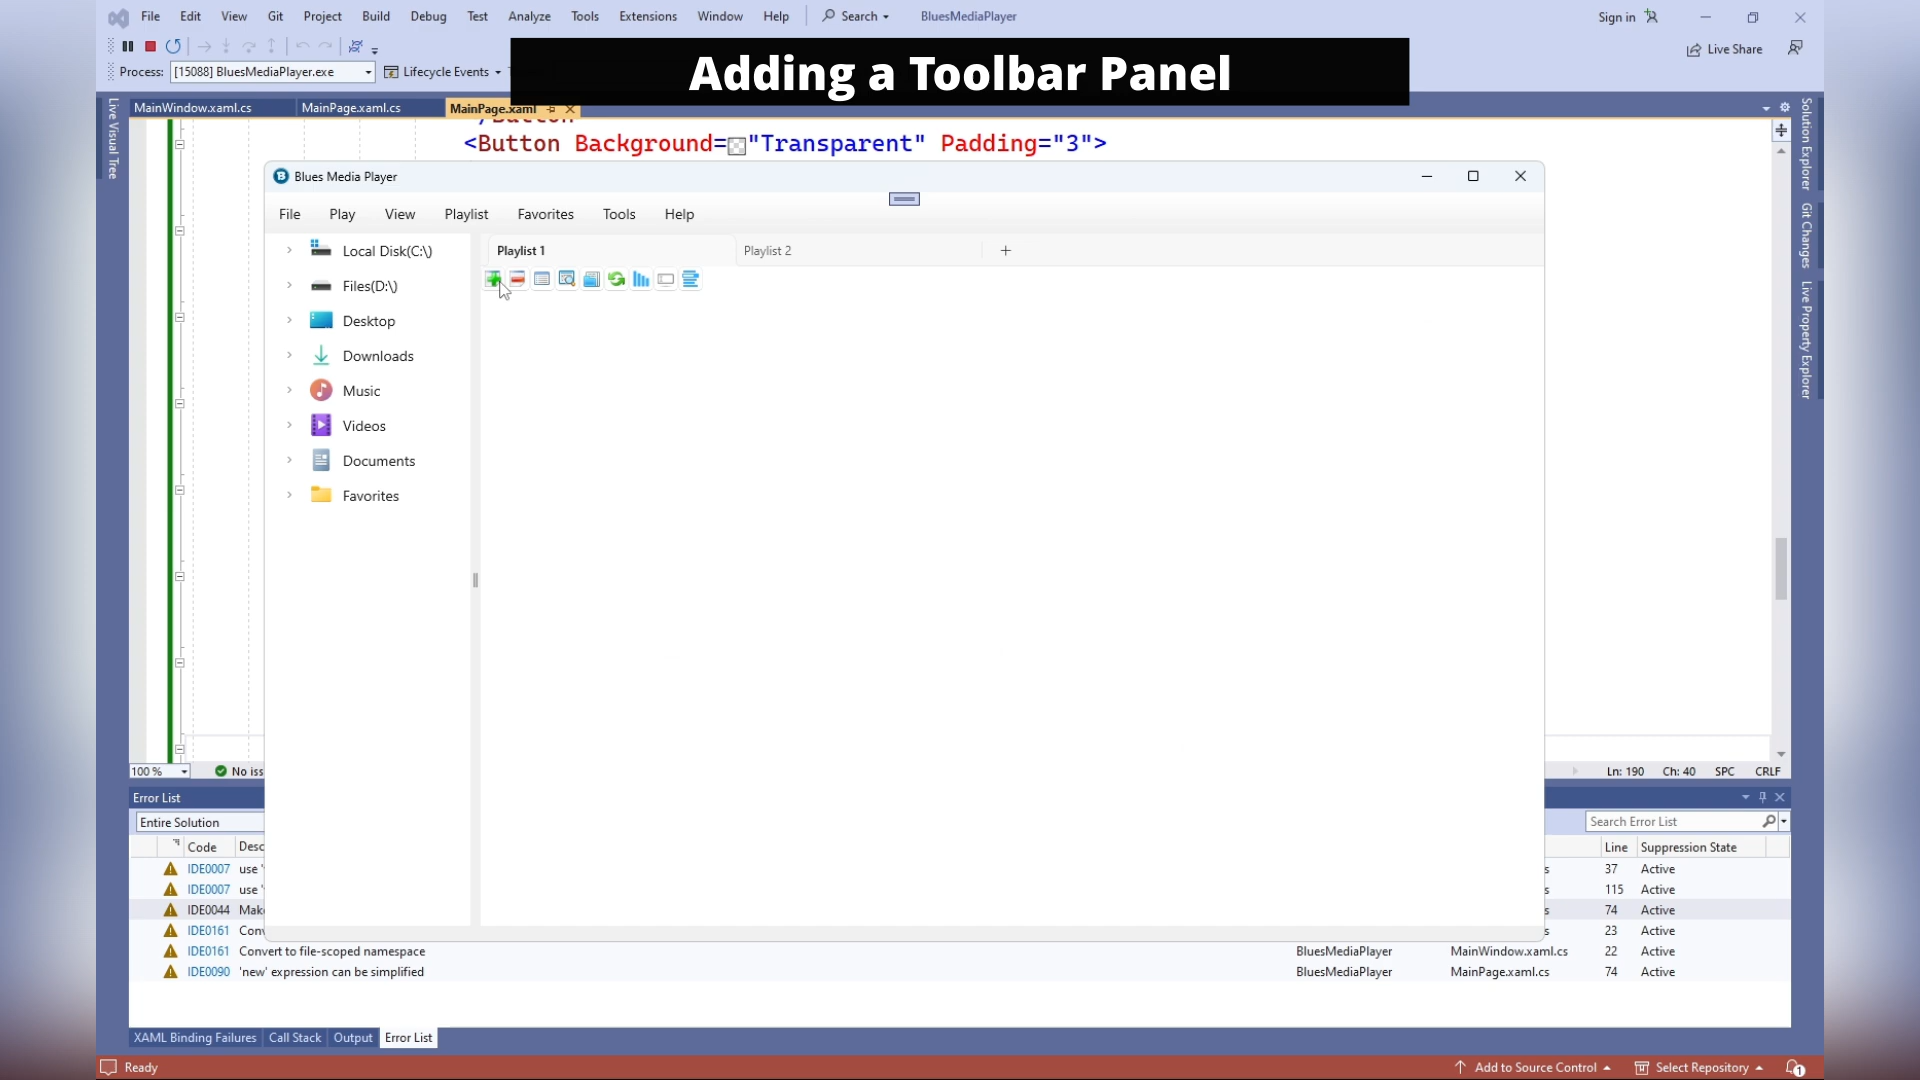 File Edit View Git Project Build Debug Test Analyze Tools Extensions Window Help Search BluesMediaPlayer Sign in
Live Share
Process: [15088] BluesMediaPlayer.exe Lifecycle Events
Adding a Toolbar Panel
MainWindow.xaml.cs MainPage.xaml.cs MainPage.xaml
<Button Background="Transparent" Padding="3">
Live Visual Tree
Solution Explorer
Git Changes
Live Property Explorer
Blues Media Player
File Play View Playlist Favorites Tools Help
Playlist 1 Playlist 2 +
Local Disk(C:\)
Files(D:\)
Desktop
Downloads
Music
Videos
Documents
Favorites
100 % No iss Ln: 190 Ch: 40 SPC CRLF
Error List
Entire Solution Search Error List
Code Desc Line Suppression State
IDE0007 use ' s 37 Active
IDE0007 use ' s 115 Active
IDE0044 Mak s 74 Active
IDE0161 Conv s 23 Active
IDE0161 Convert to file-scoped namespace BluesMediaPlayer MainWindow.xaml.cs 22 Active
IDE0090 'new' expression can be simplified BluesMediaPlayer MainPage.xaml.cs 74 Active
XAML Binding Failures Call Stack Output Error List
Ready Add to Source Control Select Repository 1